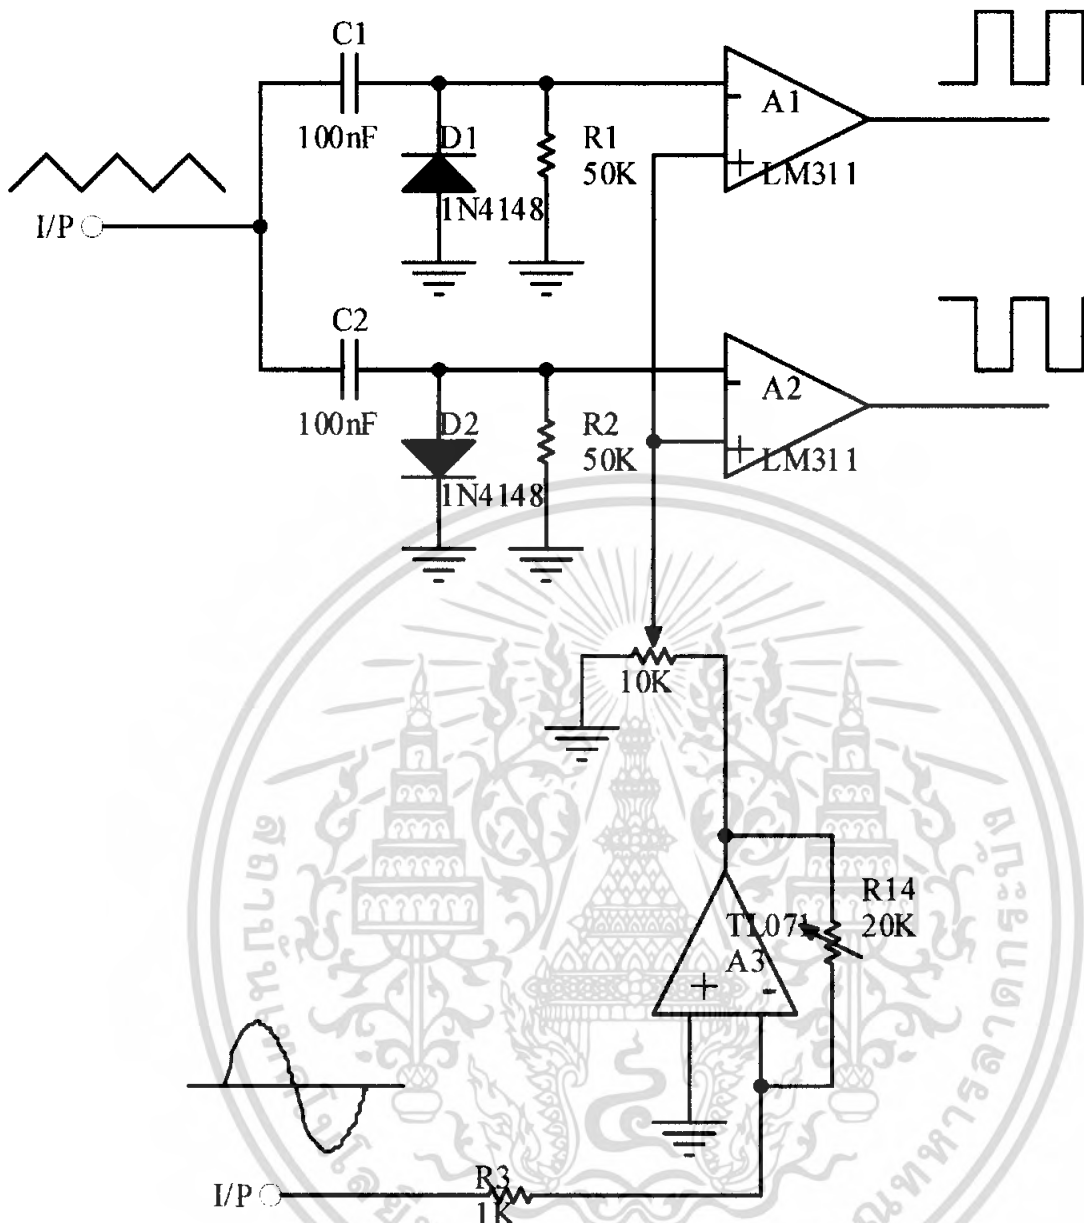 C1
100nF
D1
1N4148
R1
50K
-
A1
+
LM311
I/P
C2
100nF
D2
1N4148
R2
50K
-
A2
+
LM311
10K
R14
20K
TL071
A3
+
-
R3
1K
I/P